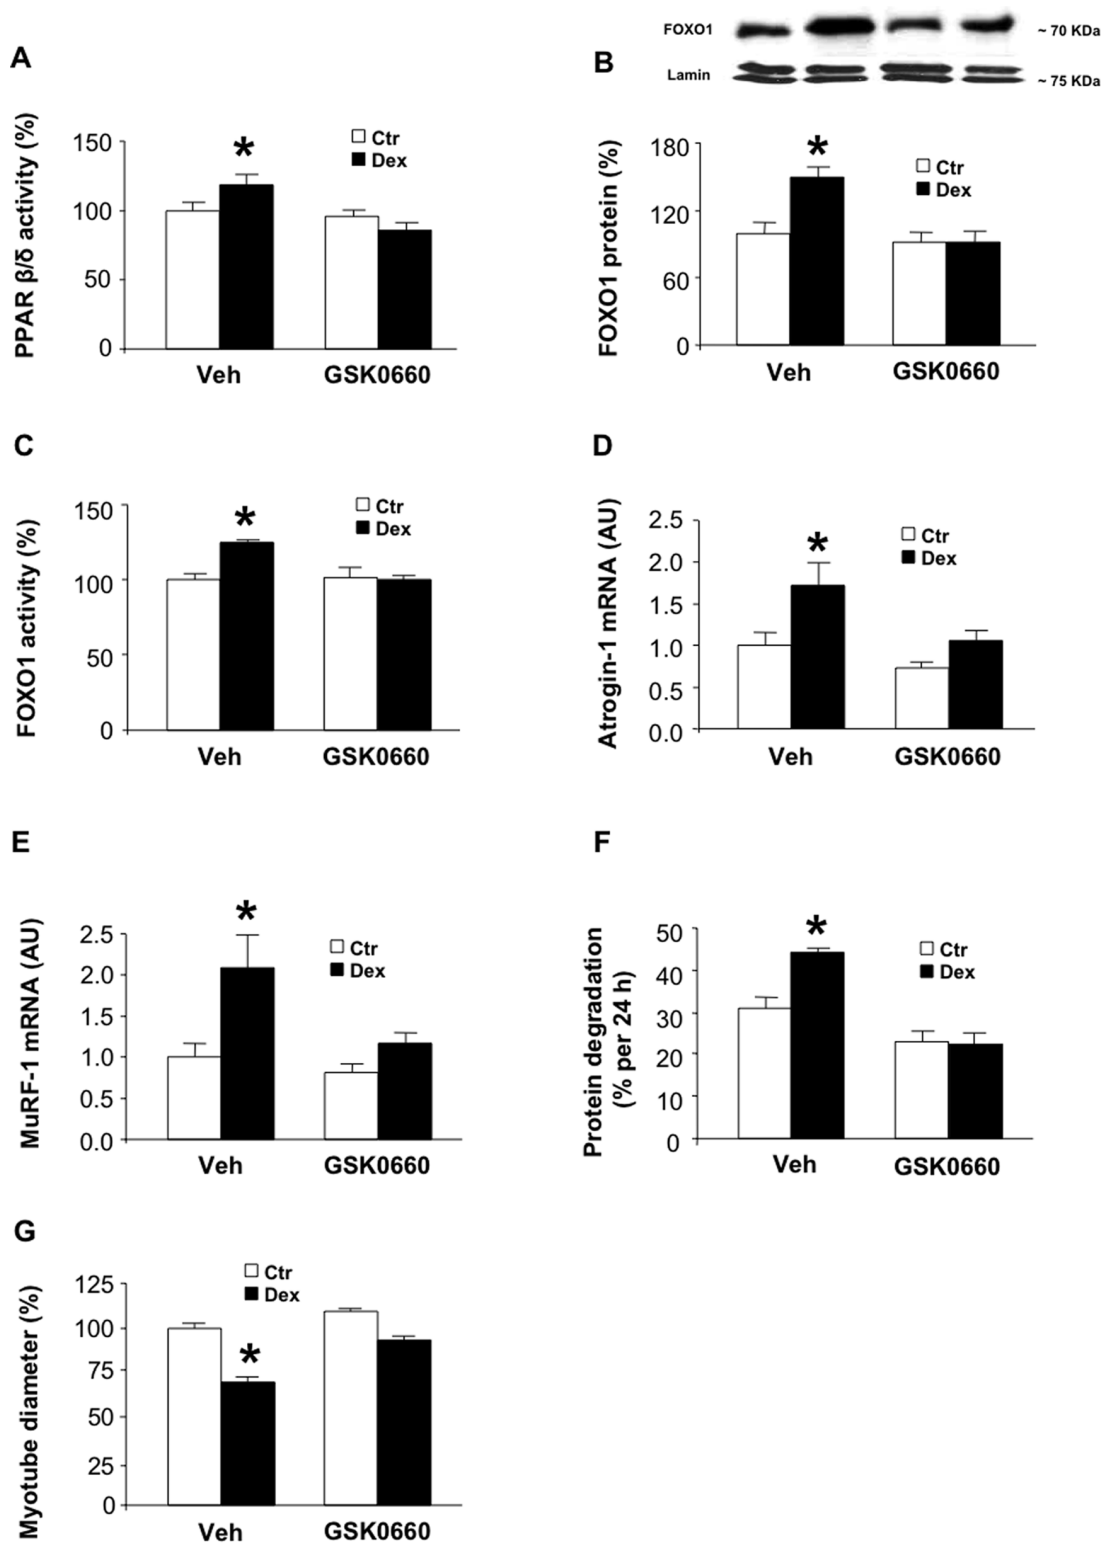 A
PPAR β/δ activity (%)
150
100
50
0
*
Ctr
Dex
Veh
GSK0660
B
FOXO1
~ 70 KDa
Lamin
~ 75 KDa
FOXO1 protein (%)
180
120
60
0
*
Ctr
Dex
Veh
GSK0660
C
FOXO1 activity (%)
150
100
50
0
*
Ctr
Dex
Veh
GSK0660
D
Atrogin-1 mRNA (AU)
2.5
2.0
1.5
1.0
0.5
0.0
*
Ctr
Dex
Veh
GSK0660
E
MuRF-1 mRNA (AU)
2.5
2.0
1.5
1.0
0.5
0.0
*
Ctr
Dex
Veh
GSK0660
F
Protein degradation
(% per 24 h)
50
40
30
20
10
0
*
Ctr
Dex
Veh
GSK0660
G
Myotube diameter (%)
125
100
75
50
25
0
*
Ctr
Dex
Veh
GSK0660